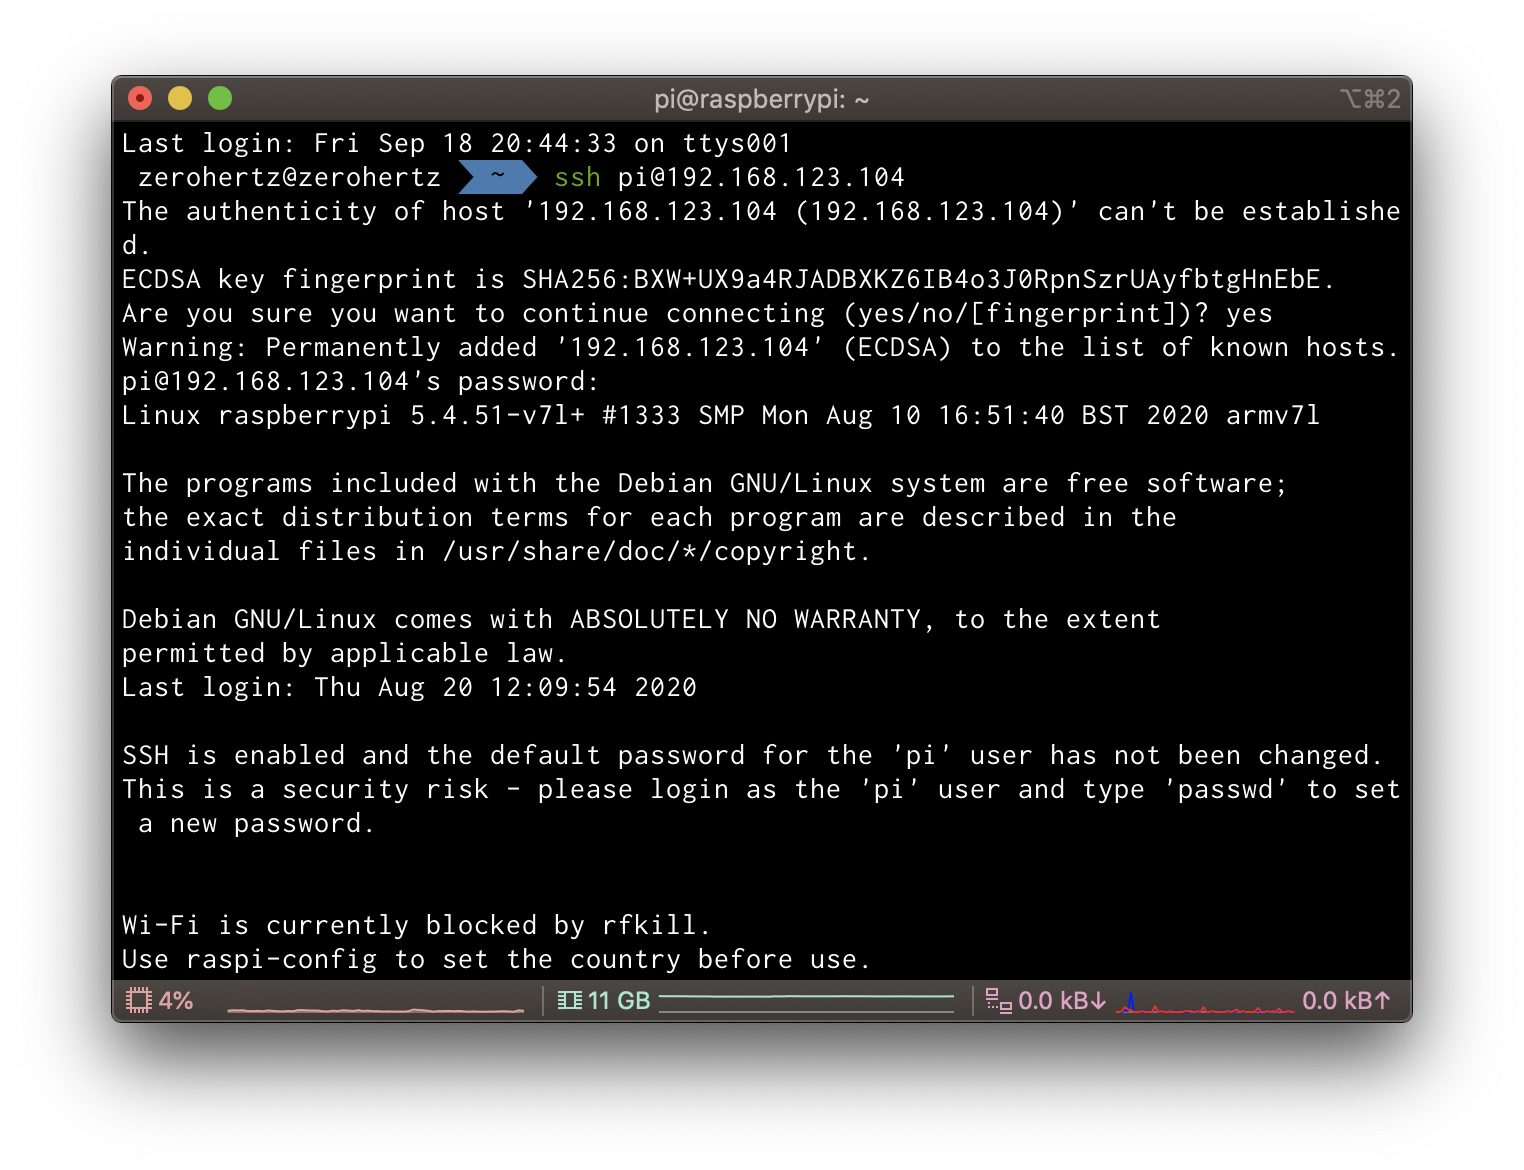 pi@raspberrypi: ~
⌥⌘2
Last login: Fri Sep 18 20:44:33 on ttys001
zerohertz@zerohertz ~ ssh pi@192.168.123.104
The authenticity of host '192.168.123.104 (192.168.123.104)' can't be establishe
d.
ECDSA key fingerprint is SHA256:BXW+UX9a4RJADBXKZ6IB4o3J0RpnSzrUAyfbtgHnEbE.
Are you sure you want to continue connecting (yes/no/[fingerprint])? yes
Warning: Permanently added '192.168.123.104' (ECDSA) to the list of known hosts.
pi@192.168.123.104's password:
Linux raspberrypi 5.4.51-v7l+ #1333 SMP Mon Aug 10 16:51:40 BST 2020 armv7l
The programs included with the Debian GNU/Linux system are free software;
the exact distribution terms for each program are described in the
individual files in /usr/share/doc/*/copyright.
Debian GNU/Linux comes with ABSOLUTELY NO WARRANTY, to the extent
permitted by applicable law.
Last login: Thu Aug 20 12:09:54 2020
SSH is enabled and the default password for the 'pi' user has not been changed.
This is a security risk - please login as the 'pi' user and type 'passwd' to set
a new password.
Wi-Fi is currently blocked by rfkill.
Use raspi-config to set the country before use.
4% 11 GB 0.0 kB↓ 0.0 kB↑